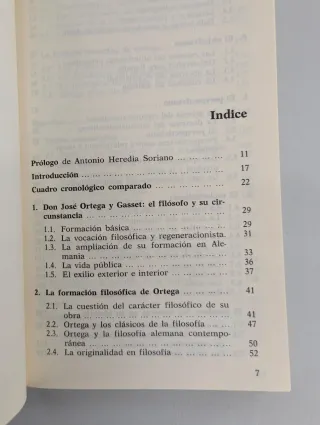 Indice
Prólogo de Antonio Heredia Soriano ... ... ... ... 11
Introducción ... ... ... ... ... ... ... ... ... ... ... 17
Cuadro cronológico comparado ... ... ... ... ... ... 22
1. Don José Ortega y Gasset: el filósofo y su cir-
cunstancia ... ... ... ... ... ... ... ... ... ... ... 29
1.1. Formación básica ... ... ... ... ... ... ... 29
1.2. La vocación filosófica y regeneracionista. 31
1.3. La ampliación de su formación en Ale-
mania ... ... ... ... ... ... ... ... ... ... 33
1.4. La vida pública ... ... ... ... ... ... ... 36
1.5. El exilio exterior e interior ... ... ... ... 37
2. La formación filosófica de Ortega ... ... ... ... 41
2.1. La cuestión del carácter filosófico de su
obra ... ... ... ... ... ... ... ... ... ... ... 41
2.2. Ortega y los clásicos de la filosofía ... ... 47
2.3. Ortega y la filosofía alemana contempo-
ránea ... ... ... ... ... ... ... ... ... ... 50
2.4. La originalidad en filosofía ... ... ... ... 52
7